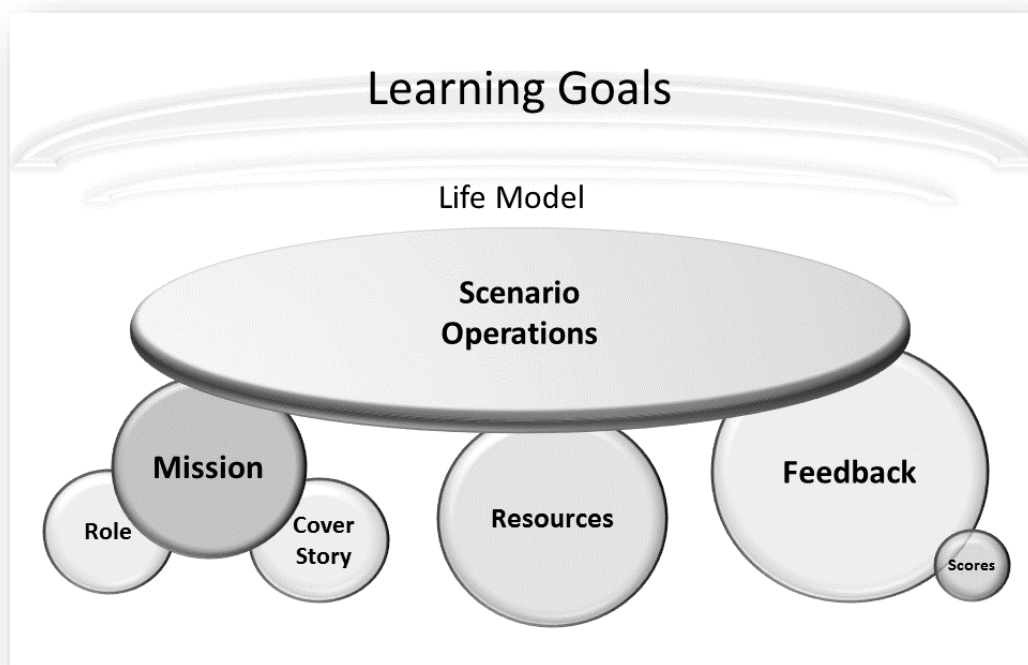 Learning Goals
Life Model
Scenario
Operations
Mission
Role
Cover
Story
Resources
Feedback
Scores